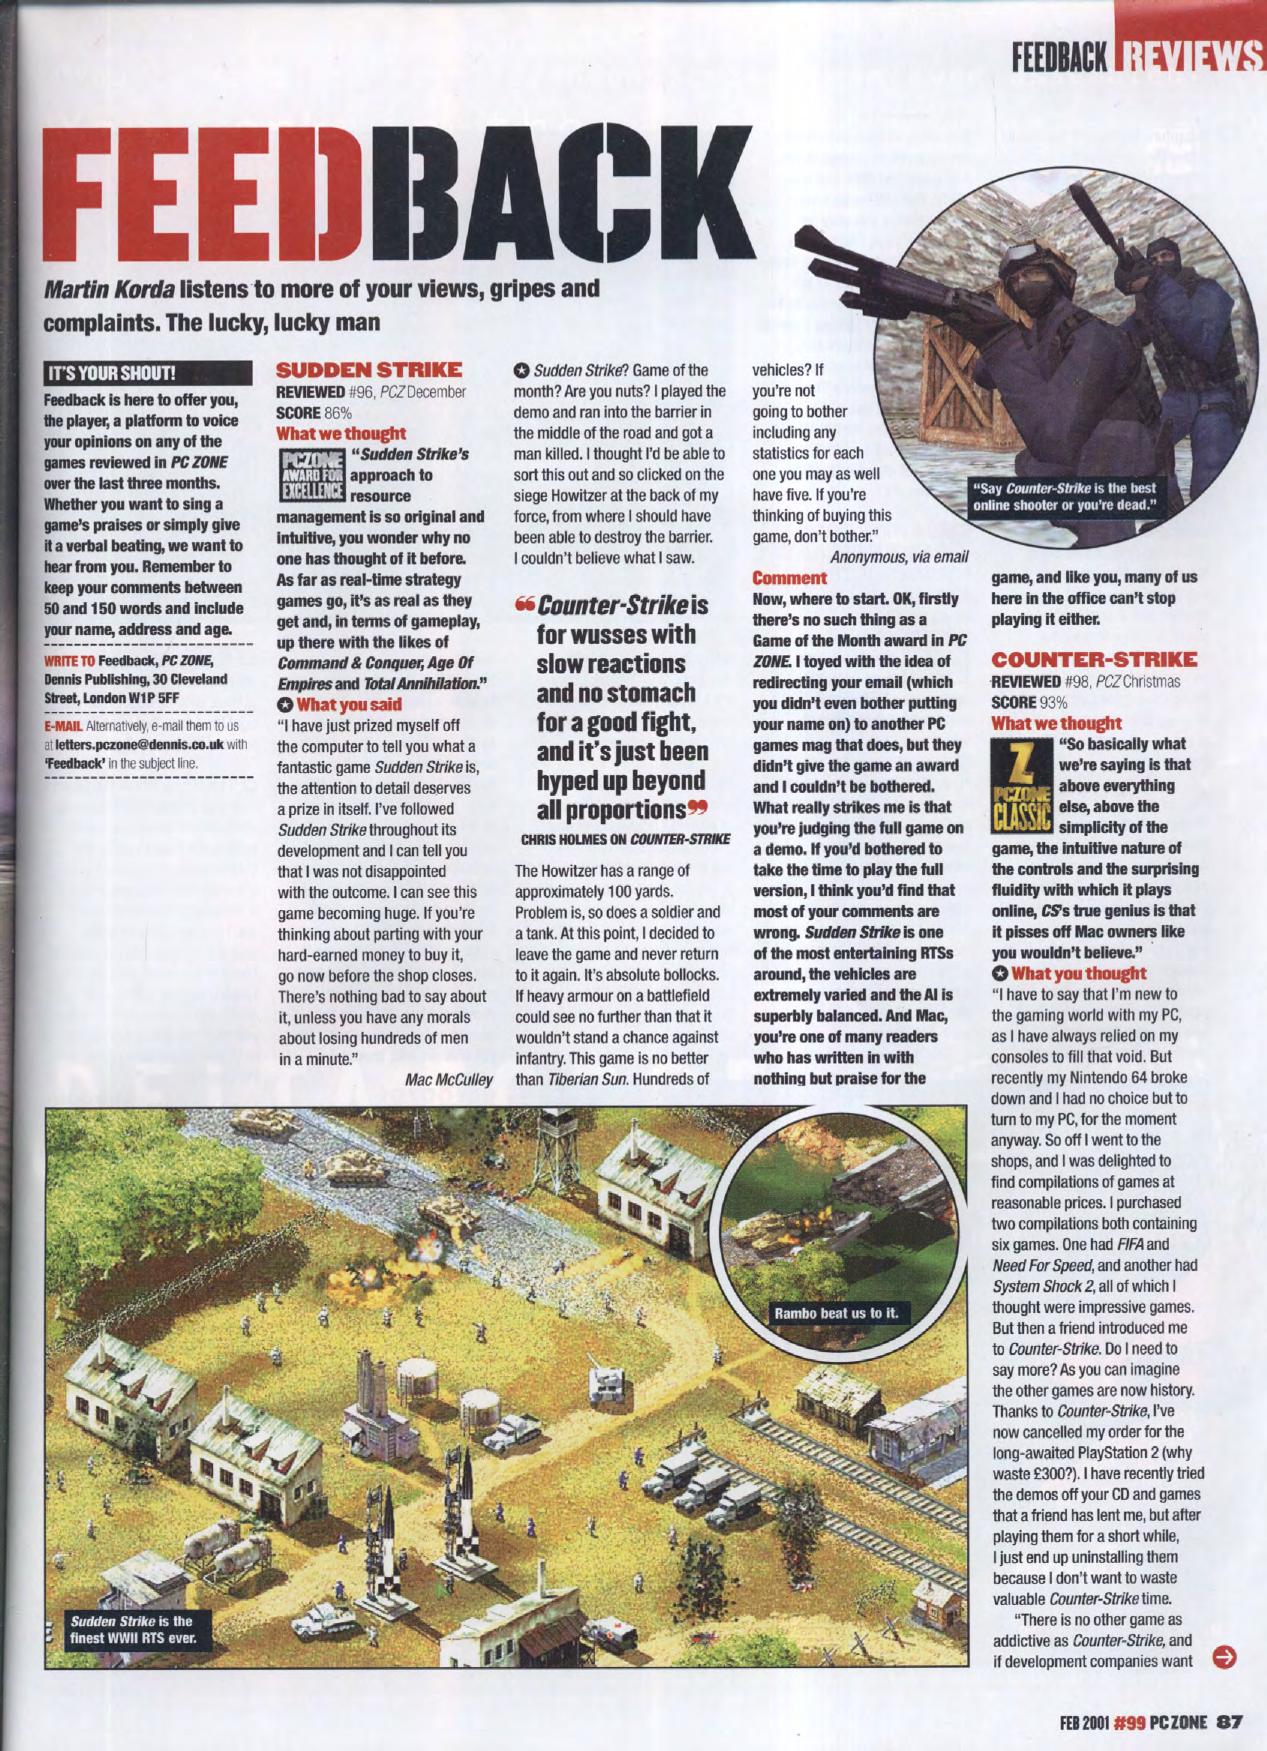 FEEDBACK REVIEWS
FEEDBACK
Martin Korda listens to more of your views, gripes and
complaints. The lucky, lucky man
IT'S YOUR SHOUT!
Feedback is here to offer you,
the player, a platform to voice
your opinions on any of the
games reviewed in PC ZONE
over the last three months.
Whether you want to sing a
game's praises or simply give
it a verbal beating, we want to
hear from you. Remember to
keep your comments between
50 and 150 words and include
your name, address and age.
WRITE TO Feedback, PC ZONE,
Dennis Publishing, 30 Cleveland
Street, London W1P 5FF
E-MAIL Alternatively, e-mail them to us
at letters.pczone@dennis.co.uk with
'Feedback' in the subject line.
SUDDEN STRIKE
REVIEWED #96, PCZ December
SCORE 86%
What we thought
PCZONE
AWARD FOR
EXCELLENCE
"Sudden Strike's
approach to
resource
management is so original and
intuitive, you wonder why no
one has thought of it before.
As far as real-time strategy
games go, it's as real as they
get and, in terms of gameplay,
up there with the likes of
Command & Conquer, Age Of
Empires and Total Annihilation."
What you said
"I have just prized myself off
the computer to tell you what a
fantastic game Sudden Strike is,
the attention to detail deserves
a prize in itself. I've followed
Sudden Strike throughout its
development and I can tell you
that I was not disappointed
with the outcome. I can see this
game becoming huge. If you're
thinking about parting with your
hard-earned money to buy it,
go now before the shop closes.
There's nothing bad to say about
it, unless you have any morals
about losing hundreds of men
in a minute."
Mac McCulley
Sudden Strike? Game of the
month? Are you nuts? I played the
demo and ran into the barrier in
the middle of the road and got a
man killed. I thought I'd be able to
sort this out and so clicked on the
siege Howitzer at the back of my
force, from where I should have
been able to destroy the barrier.
I couldn't believe what I saw.
"Counter-Strike is
for wusses with
slow reactions
and no stomach
for a good fight,
and it's just been
hyped up beyond
all proportions"
CHRIS HOLMES ON COUNTER-STRIKE
The Howitzer has a range of
approximately 100 yards.
Problem is, so does a soldier and
a tank. At this point, I decided to
leave the game and never return
to it again. It's absolute bollocks.
If heavy armour on a battlefield
could see no further than that it
wouldn't stand a chance against
infantry. This game is no better
than Tiberian Sun. Hundreds of
vehicles? If
you're not
going to bother
including any
statistics for each
one you may as well
have five. If you're
thinking of buying this
game, don't bother."
Anonymous, via email
Comment
Now, where to start. OK, firstly
there's no such thing as a
Game of the Month award in PC
ZONE. I toyed with the idea of
redirecting your email (which
you didn't even bother putting
your name on) to another PC
games mag that does, but they
didn't give the game an award
and I couldn't be bothered.
What really strikes me is that
you're judging the full game on
a demo. If you'd bothered to
take the time to play the full
version, I think you'd find that
most of your comments are
wrong. Sudden Strike is one
of the most entertaining RTSs
around, the vehicles are
extremely varied and the AI is
superbly balanced. And Mac,
you're one of many readers
who has written in with
nothing but praise for the
"Say Counter-Strike is the best
online shooter or you're dead."
game, and like you, many of us
here in the office can't stop
playing it either.
COUNTER-STRIKE
REVIEWED #98, PCZ Christmas
SCORE 93%
What we thought
Z
PCZONE
CLASSIC
"So basically what
we're saying is that
above everything
else, above the
simplicity of the
game, the intuitive nature of
the controls and the surprising
fluidity with which it plays
online, CS's true genius is that
it pisses off Mac owners like
you wouldn't believe."
What you thought
"I have to say that I'm new to
the gaming world with my PC,
as I have always relied on my
consoles to fill that void. But
recently my Nintendo 64 broke
down and I had no choice but to
turn to my PC, for the moment
anyway. So off I went to the
shops, and I was delighted to
find compilations of games at
reasonable prices. I purchased
two compilations both containing
six games. One had FIFA and
Need For Speed, and another had
System Shock 2, all of which I
thought were impressive games.
But then a friend introduced me
to Counter-Strike. Do I need to
say more? As you can imagine
the other games are now history.
Thanks to Counter-Strike, I've
now cancelled my order for the
long-awaited PlayStation 2 (why
waste £300?). I have recently tried
the demos off your CD and games
that a friend has lent me, but after
playing them for a short while,
I just end up uninstalling them
because I don't want to waste
valuable Counter-Strike time.
"There is no other game as
addictive as Counter-Strike, and
if development companies want
Rambo beat us to it.
Sudden Strike is the
finest WWII RTS ever.
FEB 2001 #99 PC ZONE 87